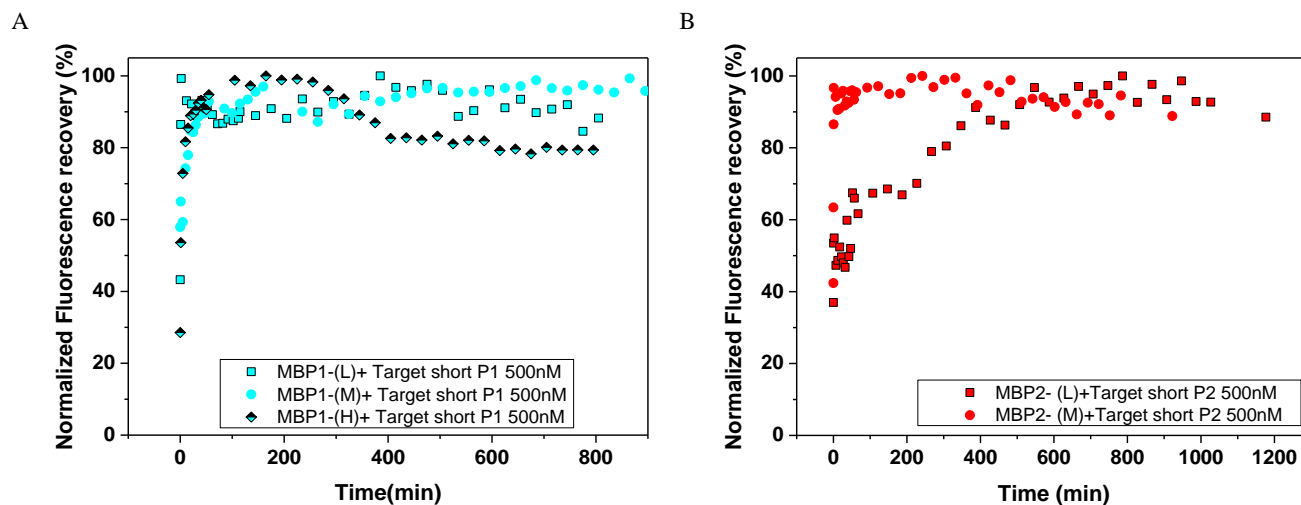 A
Normalized Fluorescence recovery (%)
100
80
60
40
20
0
MBP1-(L)+ Target short P1 500nM
MBP1-(M)+ Target short P1 500nM
MBP1-(H)+ Target short P1 500nM
0 200 400 600 800
Time(min)
B
Normalized Fluorescence recovery (%)
100
80
60
40
20
0
MBP2- (L)+Target short P2 500nM
MBP2- (M)+Target short P2 500nM
0 200 400 600 800 1000 1200
Time (min)